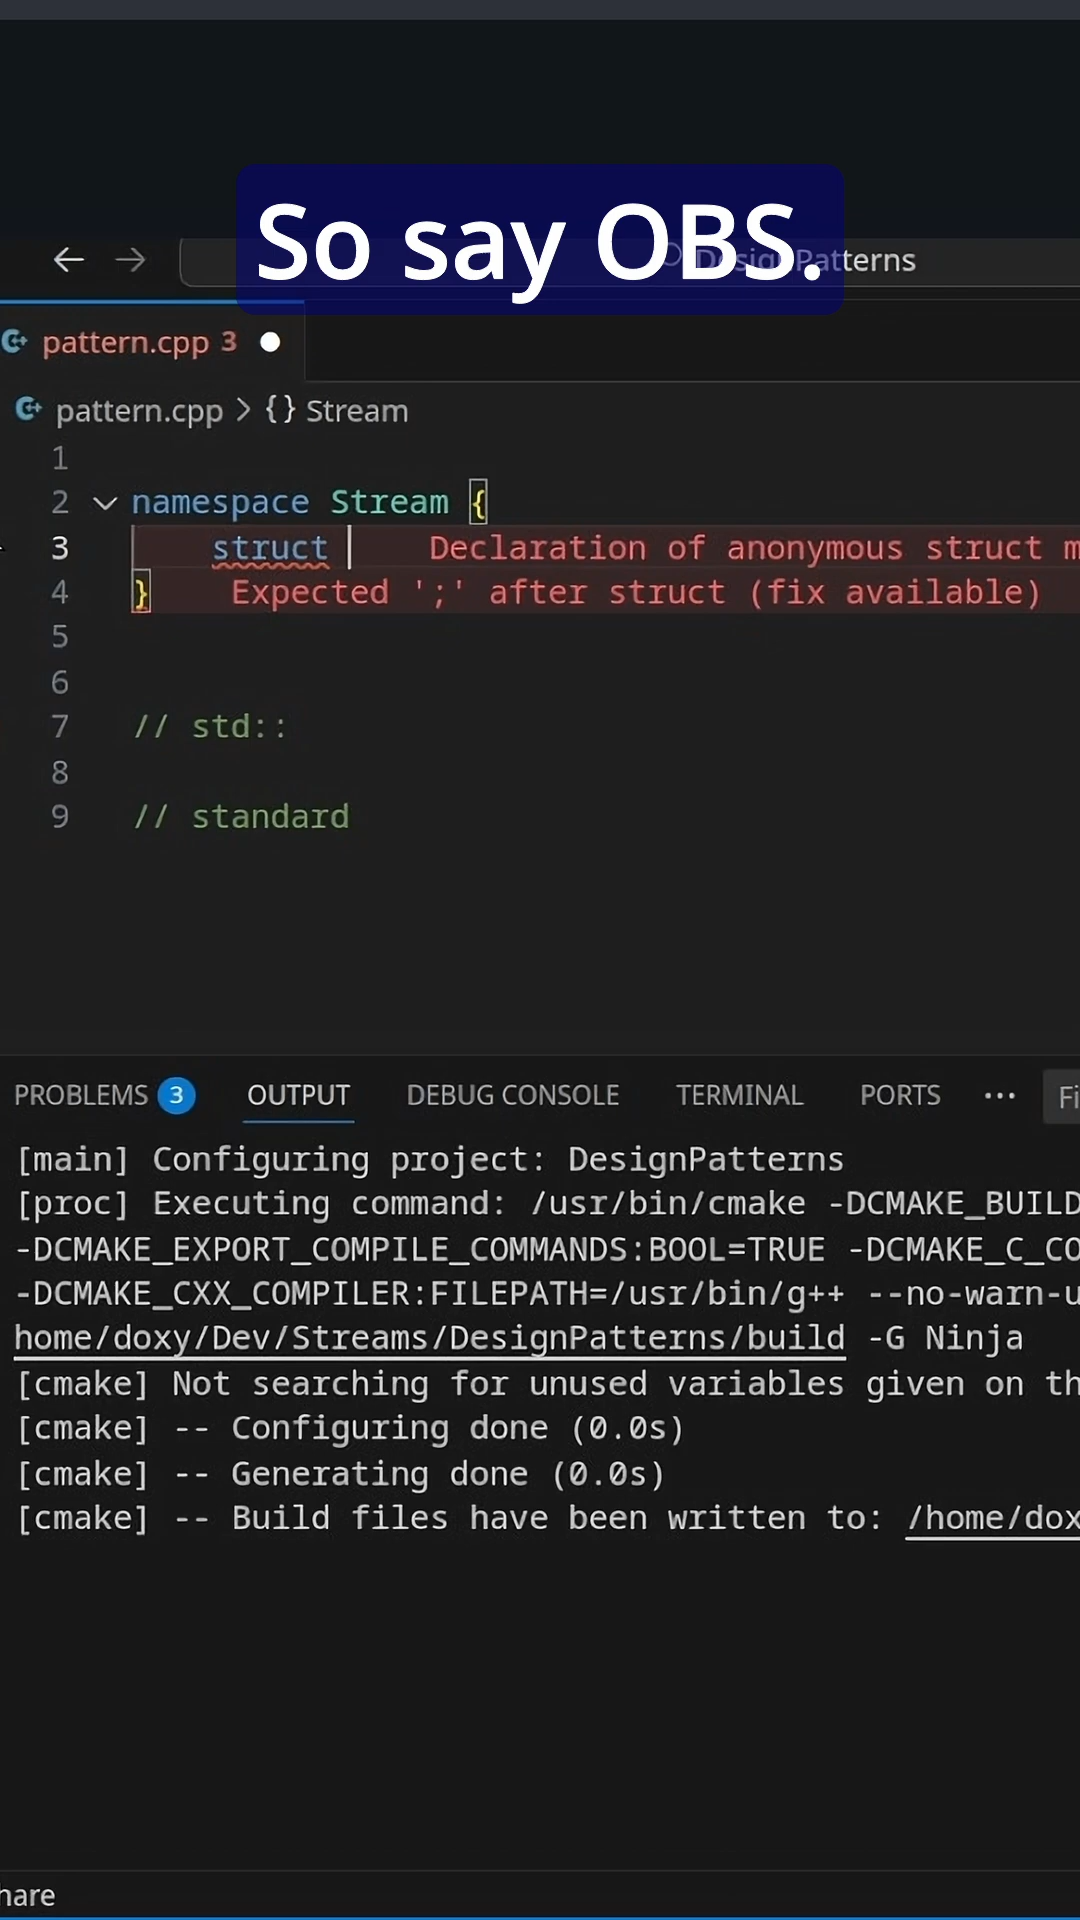 So say OBS.
DesignPatterns
pattern.cpp 3
pattern.cpp > {} Stream
1
2 namespace Stream {
3 struct Declaration of anonymous struct m
4 } Expected ';' after struct (fix available)
5
6
7 // std::
8
9 // standard
PROBLEMS 3 OUTPUT DEBUG CONSOLE TERMINAL PORTS ··· Fi
[main] Configuring project: DesignPatterns
[proc] Executing command: /usr/bin/cmake -DCMAKE_BUILD
-DCMAKE_EXPORT_COMPILE_COMMANDS:BOOL=TRUE -DCMAKE_C_CO
-DCMAKE_CXX_COMPILER:FILEPATH=/usr/bin/g++ --no-warn-u
home/doxy/Dev/Streams/DesignPatterns/build -G Ninja
[cmake] Not searching for unused variables given on th
[cmake] -- Configuring done (0.0s)
[cmake] -- Generating done (0.0s)
[cmake] -- Build files have been written to: /home/dox
hare